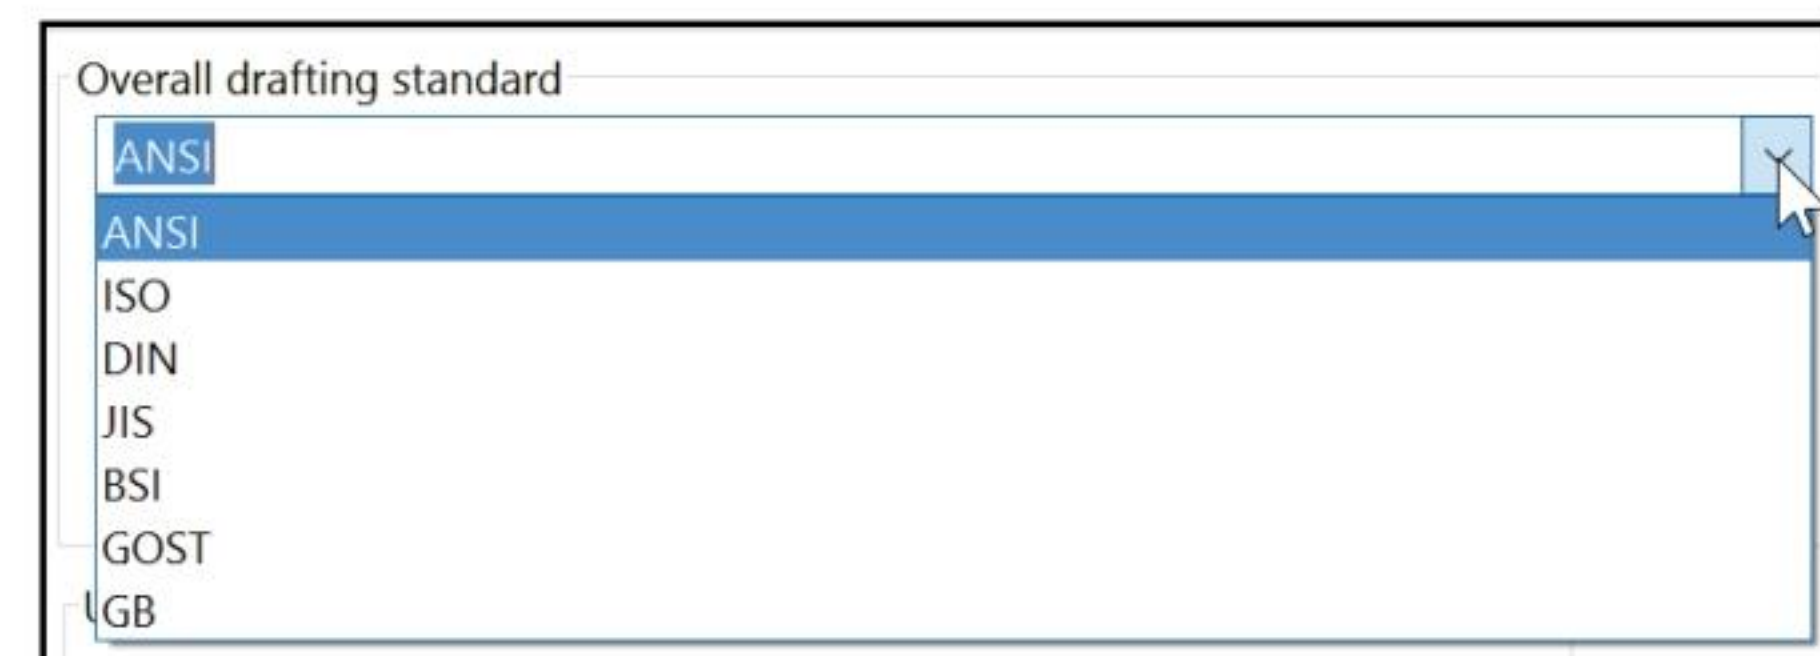 Overall drafting standard
ANSI
ANSI
ISO
DIN
JIS
BSI
GOST
GB